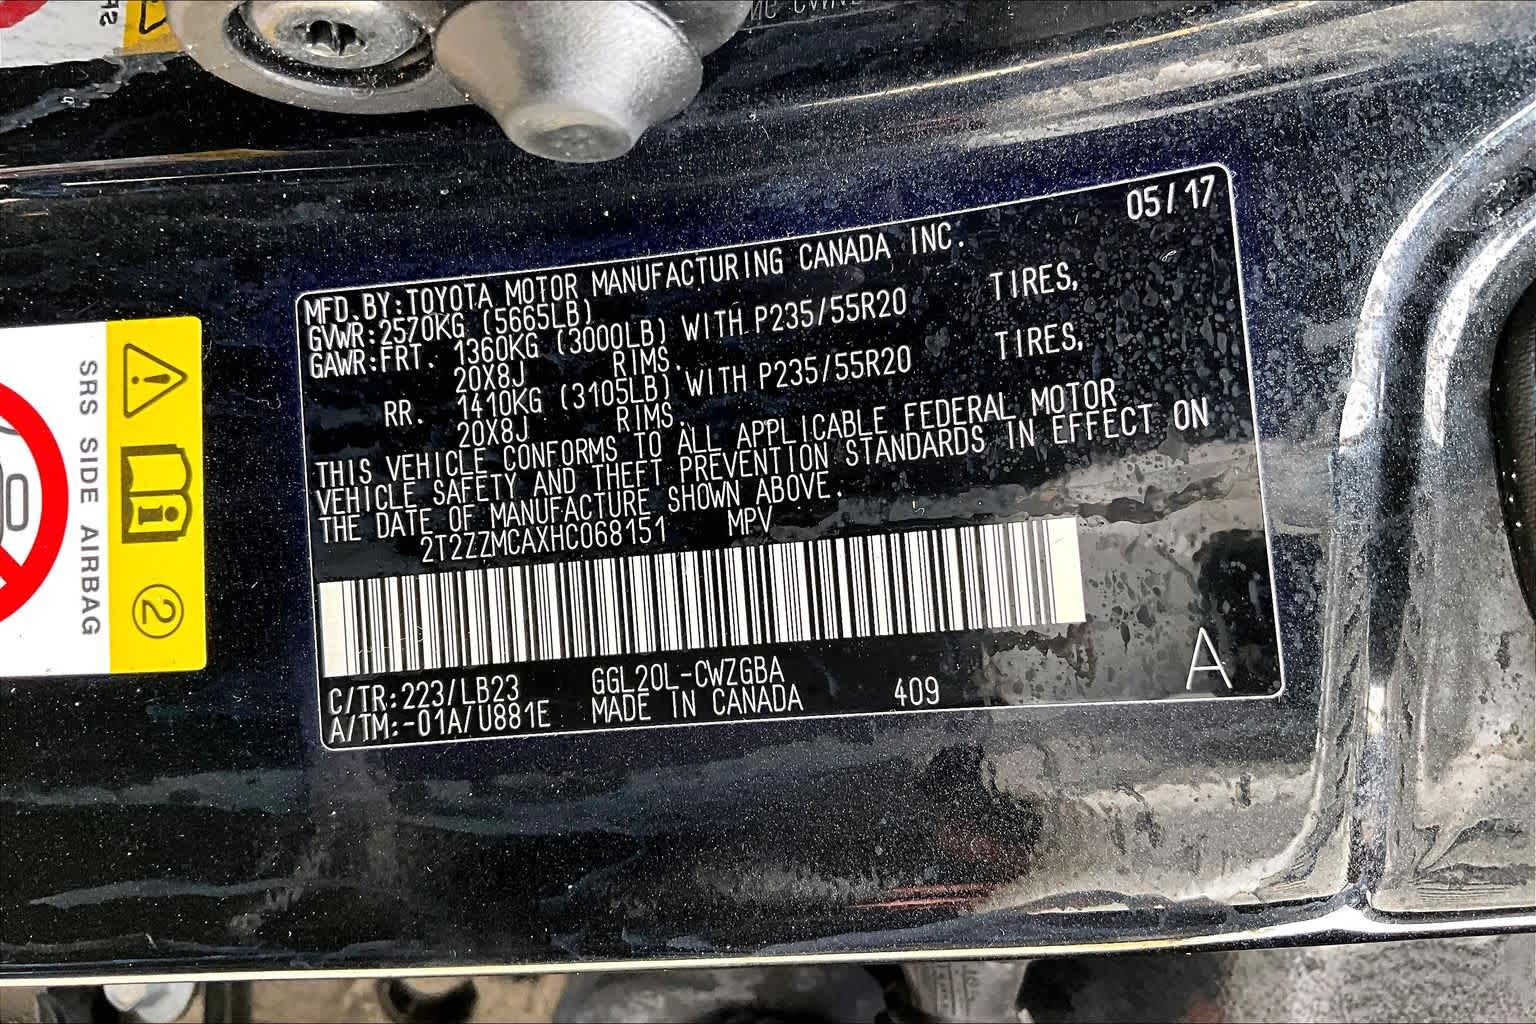 05/17
MFD.BY:TOYOTA MOTOR MANUFACTURING CANADA INC.
GVWR:2570KG (5665LB)
GAWR:FRT. 1360KG (3000LB) WITH P235/55R20 TIRES,
20X8J RIMS.
RR. 1410KG (3105LB) WITH P235/55R20 TIRES,
20X8J RIMS.
THIS VEHICLE CONFORMS TO ALL APPLICABLE FEDERAL MOTOR
VEHICLE SAFETY AND THEFT PREVENTION STANDARDS IN EFFECT ON
THE DATE OF MANUFACTURE SHOWN ABOVE.
2T2ZZMCAXHC068151 MPV
C/TR:223/LB23 GGL20L-CWZGBA
A/TM:-01A/U881E MADE IN CANADA 409
A
SRS SIDE AIRBAG
2